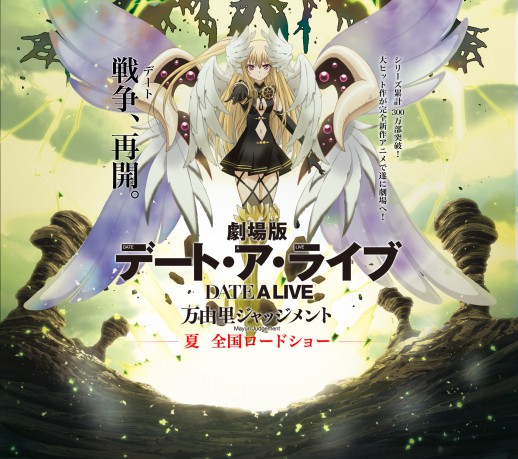 シリーズ累計300万部突破！
大ヒット作が完全新作アニメで遂に劇場へ！
デート
戦争、再開。
劇場版
DATE
LIVE
デート・ア・ライブ
DATE A LIVE
万由里ジャッジメント
Mayuri Judgement
夏 全国ロードショー